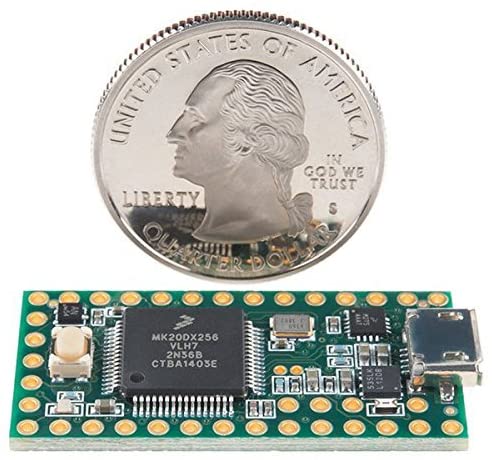 UNITED STATES OF AMERICA
IN
GOD WE
TRUST
LIBERTY
S
QUARTER DOLLAR
MK20DX256
VLH7
2N36B
CTBA1403E